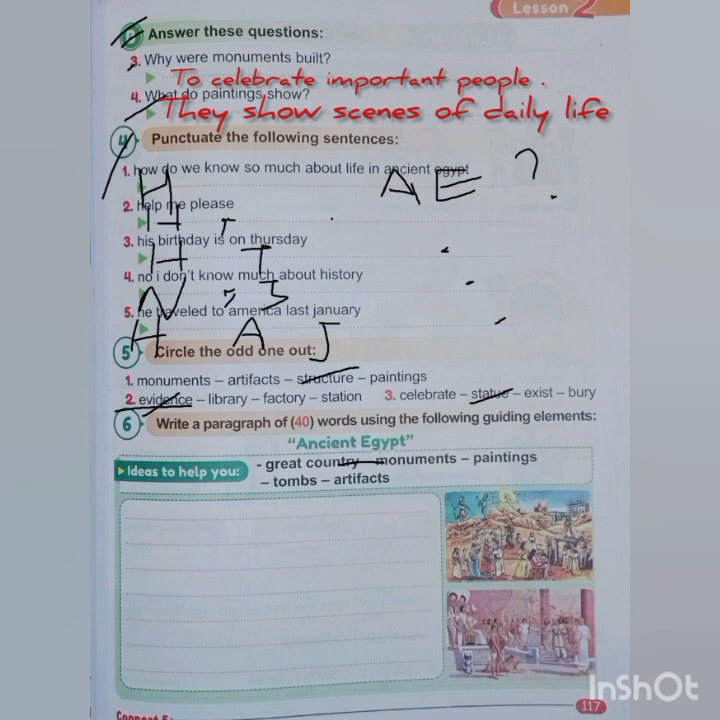 Lesson 2
Answer these questions:
3. Why were monuments built?
To celebrate important people.
4. What do paintings show?
They show scenes of daily life
4 Punctuate the following sentences:
1. how do we know so much about life in ancient egypt
H A E ?
2. help me please
H , .
3. his birthday is on thursday
H T .
4. no i don't know much about history
N , I .
5. he traveled to america last january
H A J
5 Circle the odd one out:
1. monuments – artifacts – structure – paintings
2. evidence – library – factory – station 3. celebrate – statue – exist – bury
6 Write a paragraph of (40) words using the following guiding elements:
"Ancient Egypt"
Ideas to help you: - great country – monuments – paintings
– tombs – artifacts
117
InShOt